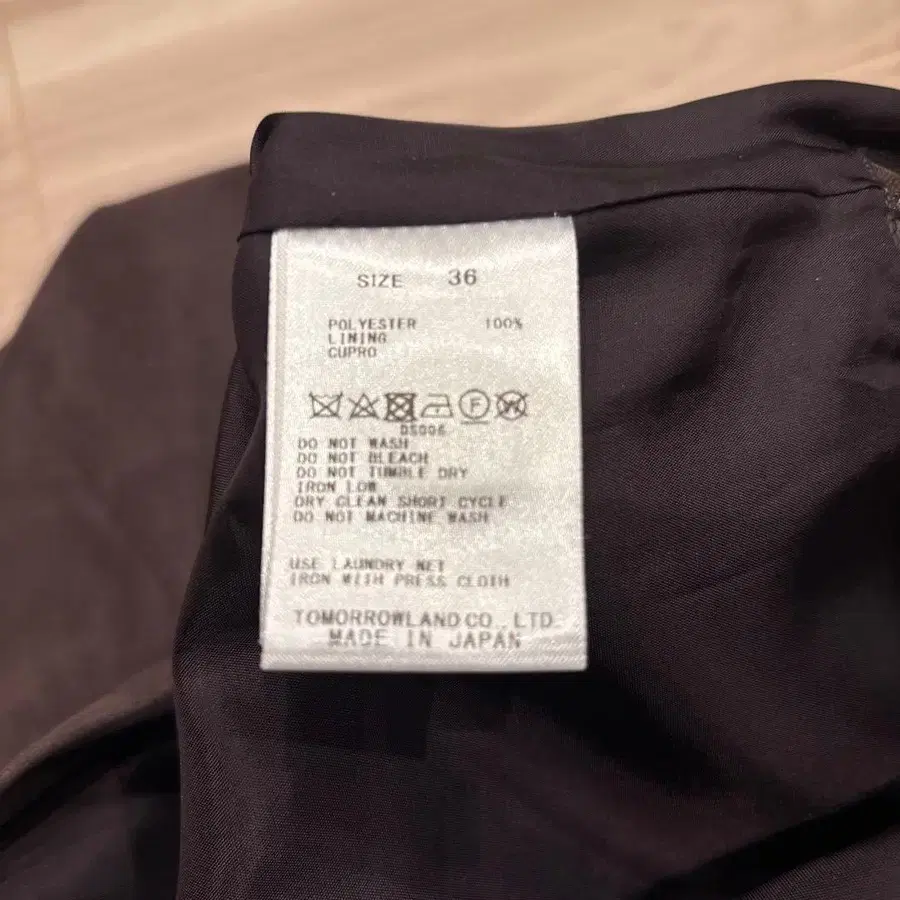 SIZE 36
POLYESTER 100%
LINING
CUPRO
F W
DS006
DO NOT WASH
DO NOT BLEACH
DO NOT TUMBLE DRY
IRON LOW
DRY CLEAN SHORT CYCLE
DO NOT MACHINE WASH
USE LAUNDRY NET
IRON WITH PRESS CLOTH
TOMORROWLAND CO., LTD
MADE IN JAPAN